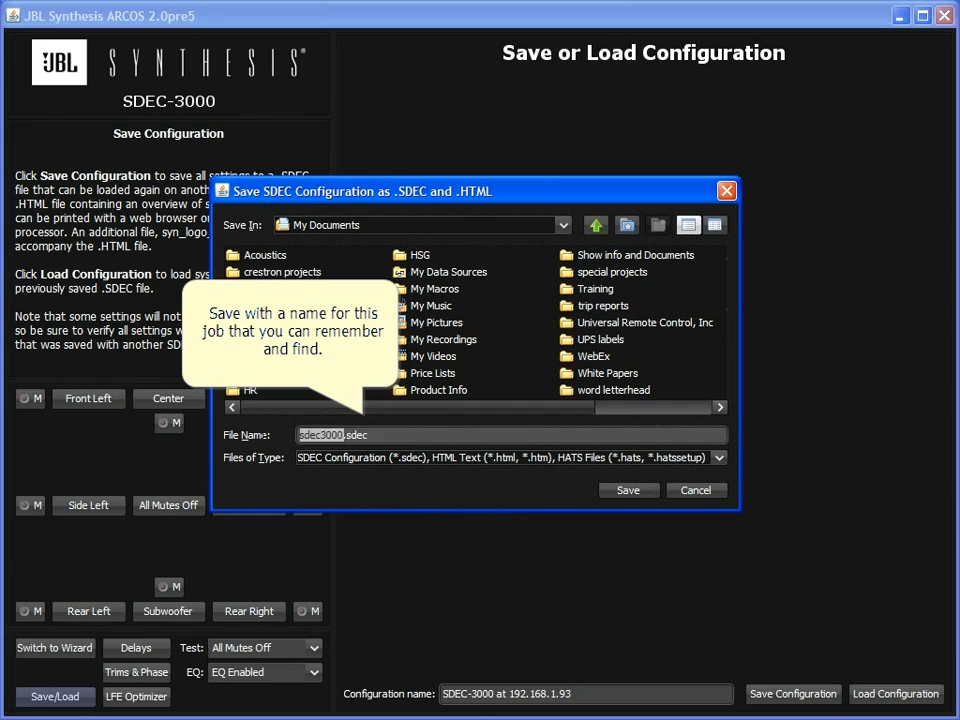 JBL Synthesis ARCOS 2.0pre5
JBL SYNTHESIS®
SDEC-3000
Save or Load Configuration
Save Configuration
Click Save Configuration to save all settings to a .SDEC
file that can be loaded again on anot
.HTML file containing an overview of s
can be printed with a web browser or
processor. An additional file, syn_logo_
accompany the .HTML file.
Click Load Configuration to load sy
previously saved .SDEC file.
Note that some settings will not
so be sure to verify all settings w
that was saved with another SD
Save SDEC Configuration as .SDEC and .HTML
Save In: My Documents
Acoustics HSG Show info and Documents
crestron projects My Data Sources special projects
My Macros Training
My Music trip reports
My Pictures Universal Remote Control, Inc
My Recordings UPS labels
My Videos WebEx
Price Lists White Papers
HR Product Info word letterhead
Save with a name for this
job that you can remember
and find.
File Name: sdec3000.sdec
Files of Type: SDEC Configuration (*.sdec), HTML Text (*.html, *.htm), HATS Files (*.hats, *.hatssetup)
Save Cancel
M Front Left Center
M
M Side Left All Mutes Off
M
M Rear Left Subwoofer Rear Right M
Switch to Wizard Delays Test: All Mutes Off
Trims & Phase EQ: EQ Enabled
Save/Load LFE Optimizer
Configuration name: SDEC-3000 at 192.168.1.93 Save Configuration Load Configuration